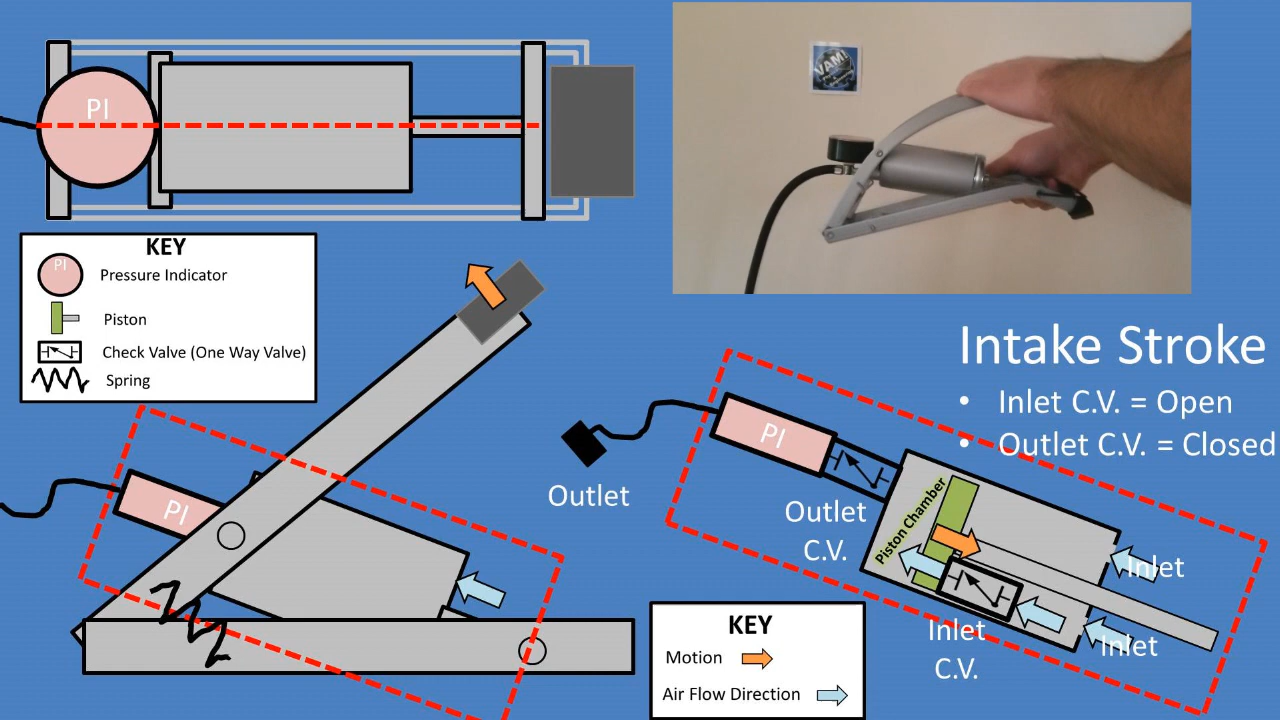 PI
VAMI
KEY
PI
Pressure Indicator
Piston
Check Valve (One Way Valve)
Spring
Intake Stroke
• Inlet C.V. = Open
• Outlet C.V. = Closed
PI
PI
Outlet
Outlet
C.V.
Piston Chamber
Inlet
Inlet
Inlet
C.V.
KEY
Motion
Air Flow Direction